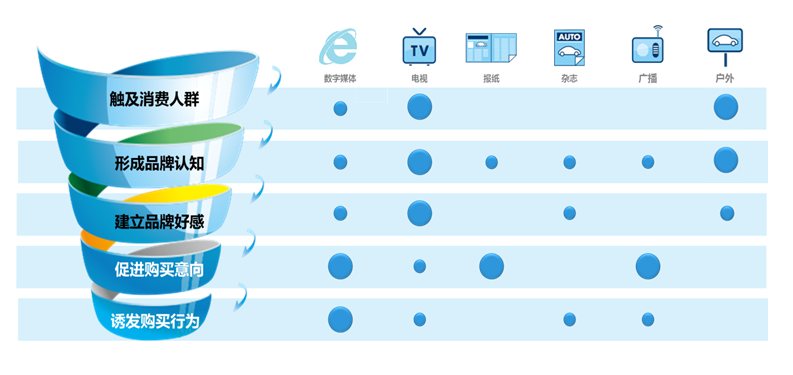 TV
AUTO
数字媒体
电视
报纸
杂志
广播
户外
触及消费人群
形成品牌认知
建立品牌好感
促进购买意向
诱发购买行为